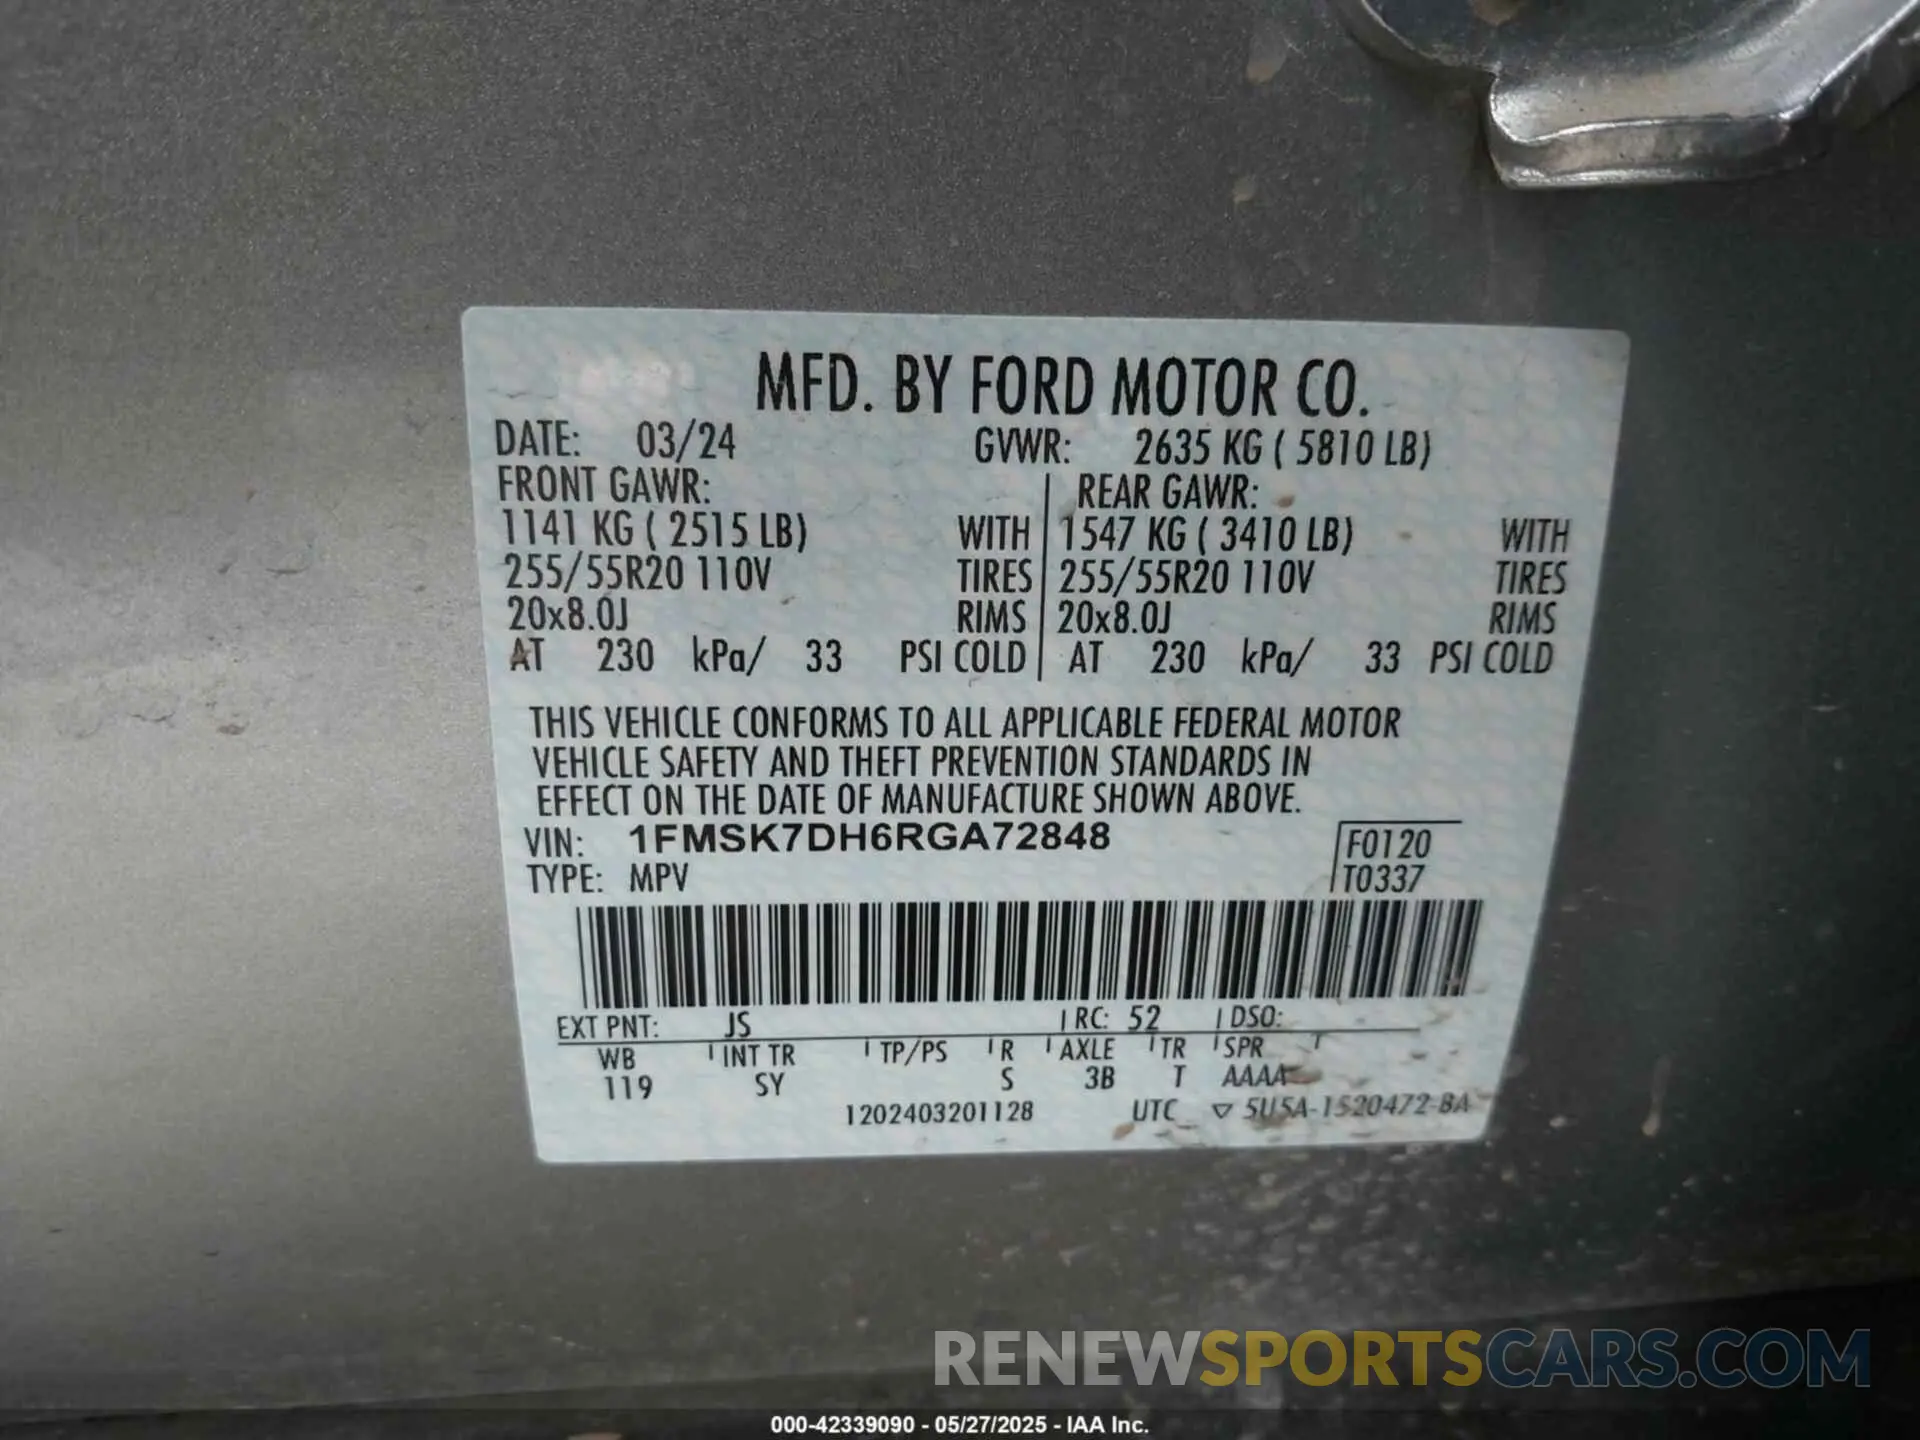 MFD. BY FORD MOTOR CO.
DATE: 03/24 GVWR: 2635 KG ( 5810 LB)
FRONT GAWR: REAR GAWR:
1141 KG ( 2515 LB) WITH 1547 KG ( 3410 LB) WITH
255/55R20 110V TIRES 255/55R20 110V TIRES
20x8.0J RIMS 20x8.0J RIMS
AT 230 kPa/ 33 PSI COLD AT 230 kPa/ 33 PSI COLD
THIS VEHICLE CONFORMS TO ALL APPLICABLE FEDERAL MOTOR
VEHICLE SAFETY AND THEFT PREVENTION STANDARDS IN
EFFECT ON THE DATE OF MANUFACTURE SHOWN ABOVE.
VIN: 1FMSK7DH6RGA72848 F0120
TYPE: MPV T0337
EXT PNT: JS RC: 52 DSO:
WB INT TR TP/PS R AXLE TR SPR
119 SY S 3B T AAAA
1202403201128 UTC ▽ 5U5A-1520472-BA
RENEWSPORTSCARS.COM
000-42339090 - 05/27/2025 - IAA Inc.